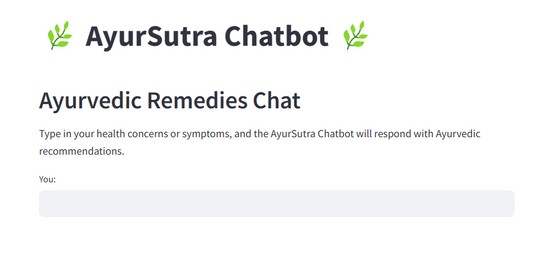 🌿 AyurSutra Chatbot 🌿
Ayurvedic Remedies Chat
Type in your health concerns or symptoms, and the AyurSutra Chatbot will respond with Ayurvedic
recommendations.
You: